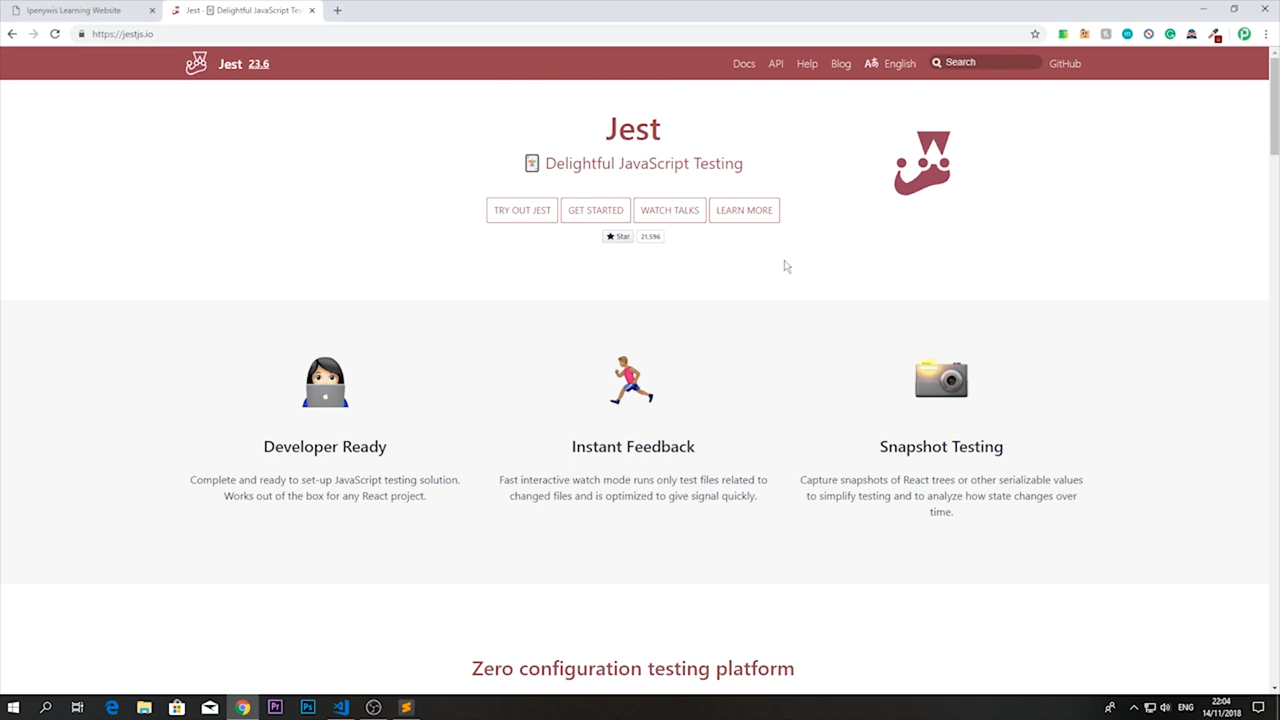 Ipenywis Learning Website
Jest · 🃏 Delightful JavaScript Tes
https://jestjs.io
Jest 23.6
Docs API Help Blog English Search GitHub
Jest
🃏 Delightful JavaScript Testing
TRY OUT JEST GET STARTED WATCH TALKS LEARN MORE
Star 21,596
Developer Ready
Complete and ready to set-up JavaScript testing solution.
Works out of the box for any React project.
Instant Feedback
Fast interactive watch mode runs only test files related to
changed files and is optimized to give signal quickly.
Snapshot Testing
Capture snapshots of React trees or other serializable values
to simplify testing and to analyze how state changes over
time.
Zero configuration testing platform
Pr Ps ENG
22:04
14/11/2018